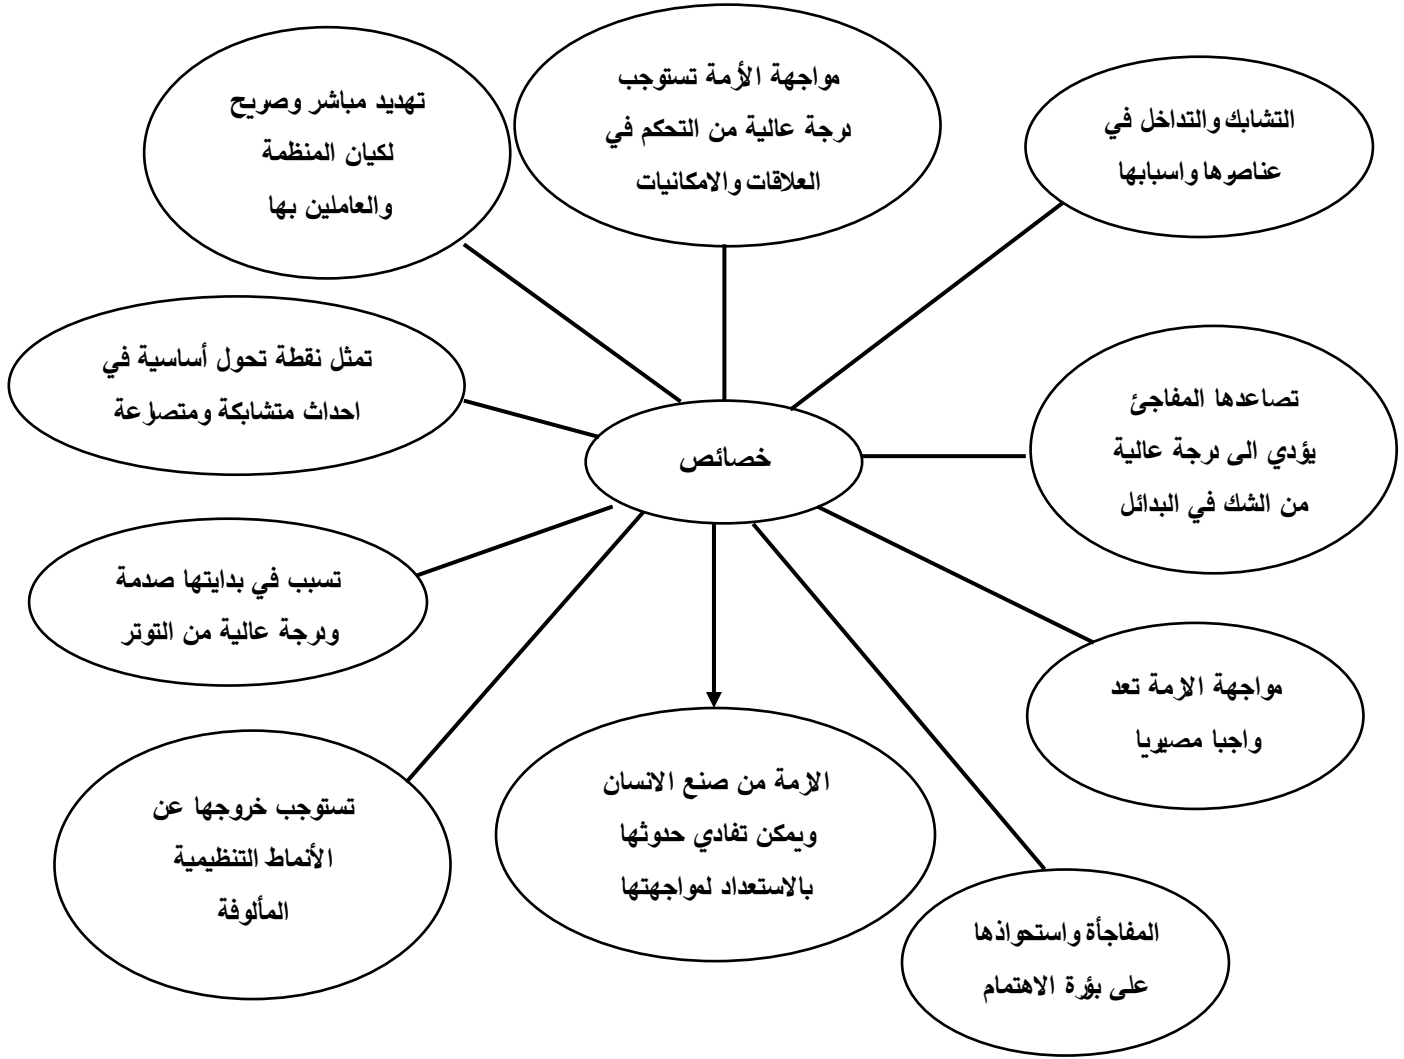 مواجهة الأزمة تستوجب
درجة عالية من التحكم في
العلاقات والامكانيات
التشابك والتداخل في
عناصرها واسبابها
تهديد مباشر وصريح
لكيان المنظمة
والعاملين بها
تصاعدها المفاجئ
يؤدي الى درجة عالية
من الشك في البدائل
تمثل نقطة تحول أساسية في
احداث متشابكة ومتصارعة
خصائص
تسبب في بدايتها صدمة
ودرجة عالية من التوتر
مواجهة الازمة تعد
واجبا مصيريا
الازمة من صنع الانسان
ويمكن تفادي حدوثها
بالاستعداد لمواجهتها
تستوجب خروجها عن
الأنماط التنظيمية
المألوفة
المفاجأة واستحواذها
على بؤرة الاهتمام